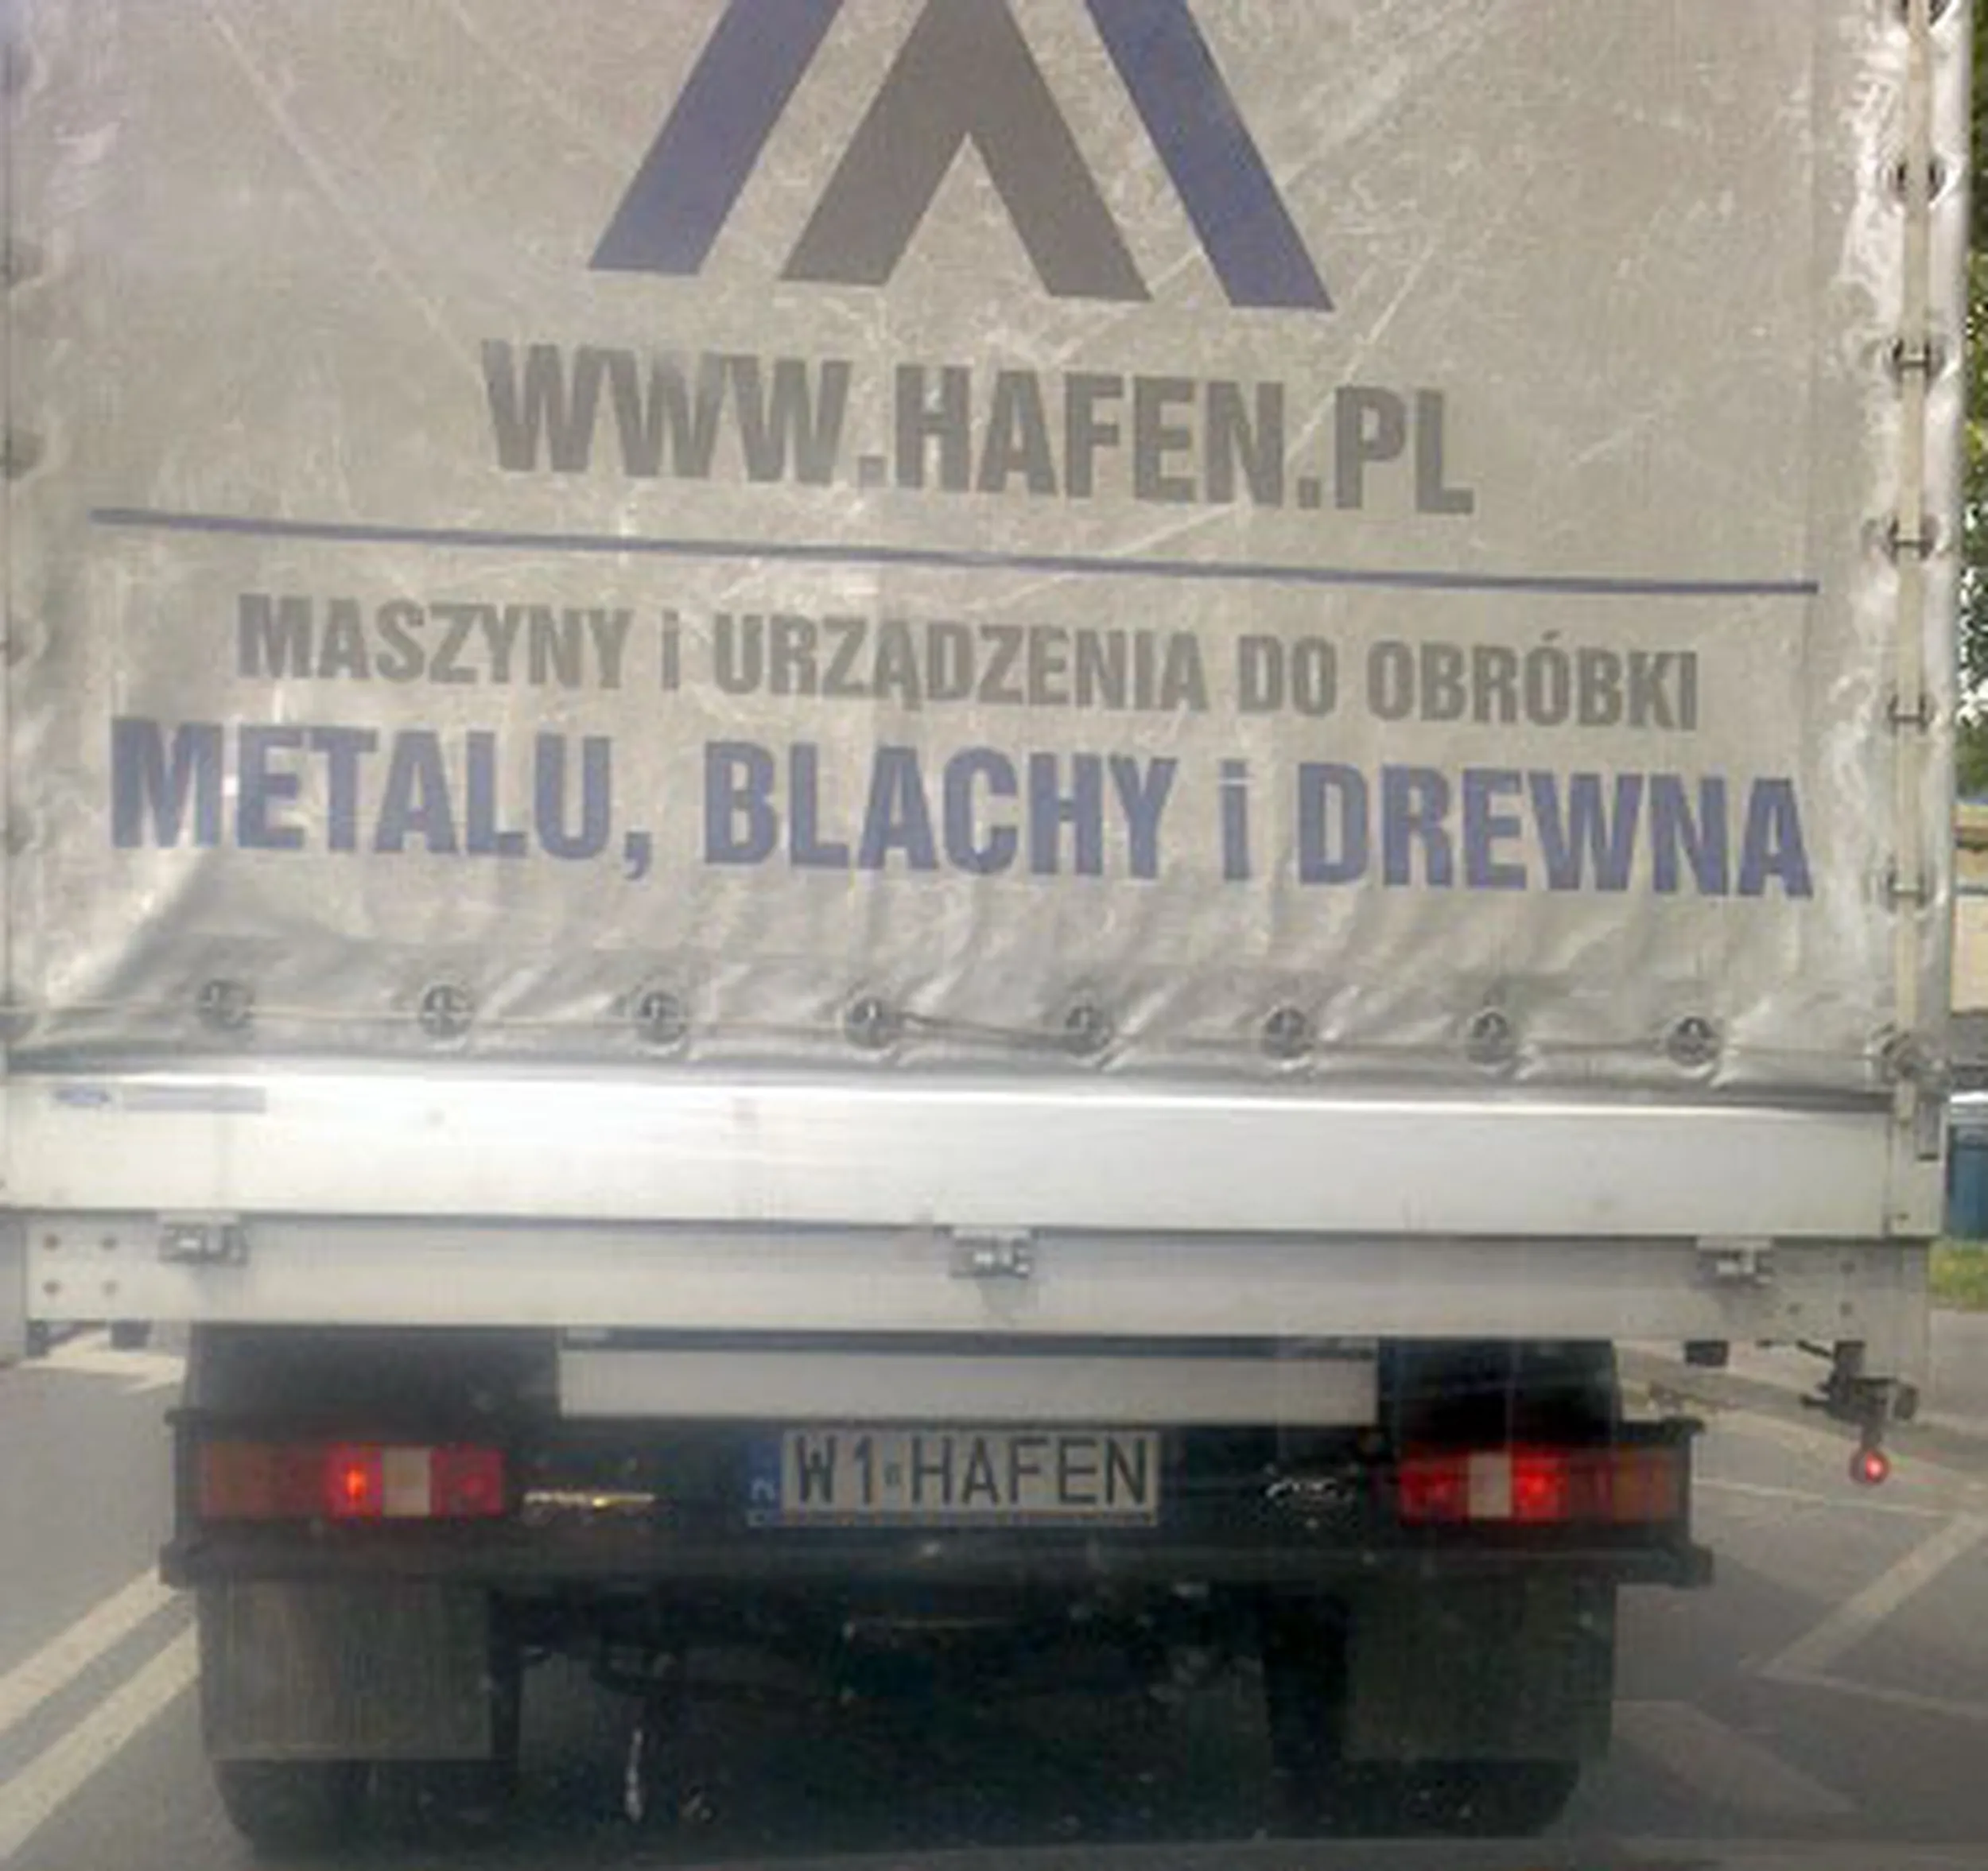 WWW.HAFEN.PL
MASZYNY i URZĄDZENIA DO OBRÓBKI
METALU, BLACHY i DREWNA
W1 HAFEN